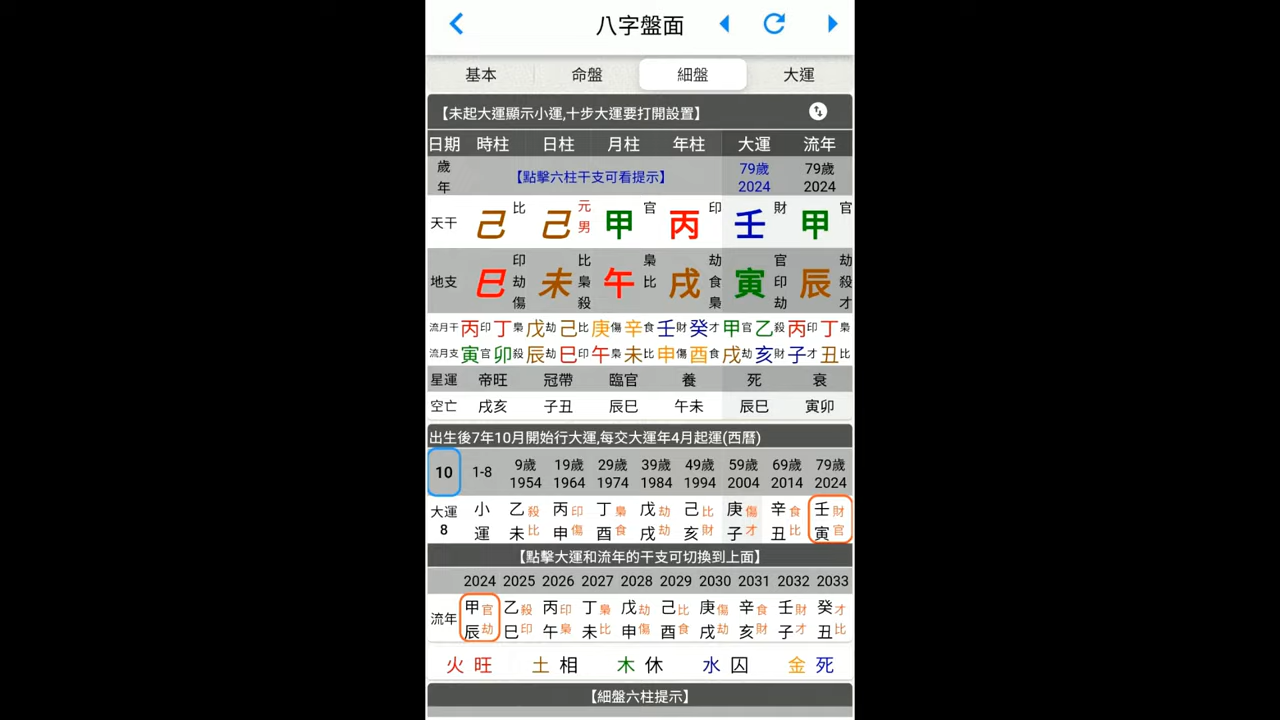 八字盤面
基本 命盤 細盤 大運
【未起大運顯示小運,十步大運要打開設置】
日期 時柱 日柱 月柱 年柱 大運 流年
歲年 【點擊六柱干支可看提示】 79歲 2024 79歲 2024
天干 己 比 己 元男 甲 官 丙 印 壬 財 甲 官
地支 巳 印劫傷 未 比梟殺 午 梟比 戌 劫食梟 寅 官印劫 辰 劫殺才
流月干 丙印 丁梟 戊劫 己比 庚傷 辛食 壬財 癸才 甲官 乙殺 丙印 丁梟
流月支 寅官 卯殺 辰劫 巳印 午梟 未比 申傷 酉食 戌劫 亥財 子才 丑比
星運 帝旺 冠帶 臨官 養 死 衰
空亡 戌亥 子丑 辰巳 午未 辰巳 寅卯
出生後7年10月開始行大運,每交大運年4月起運(西曆)
10 1-8 9歲 19歲 29歲 39歲 49歲 59歲 69歲 79歲
1954 1964 1974 1984 1994 2004 2014 2024
大運 小 乙殺 丙印 丁梟 戊劫 己比 庚傷 辛食 壬財
8 運 未比 申傷 酉食 戌劫 亥財 子才 丑比 寅官
【點擊大運和流年的干支可切換到上面】
2024 2025 2026 2027 2028 2029 2030 2031 2032 2033
流年 甲官 乙殺 丙印 丁梟 戊劫 己比 庚傷 辛食 壬財 癸才
辰劫 巳印 午梟 未比 申傷 酉食 戌劫 亥財 子才 丑比
火 旺 土 相 木 休 水 囚 金 死
【細盤六柱提示】